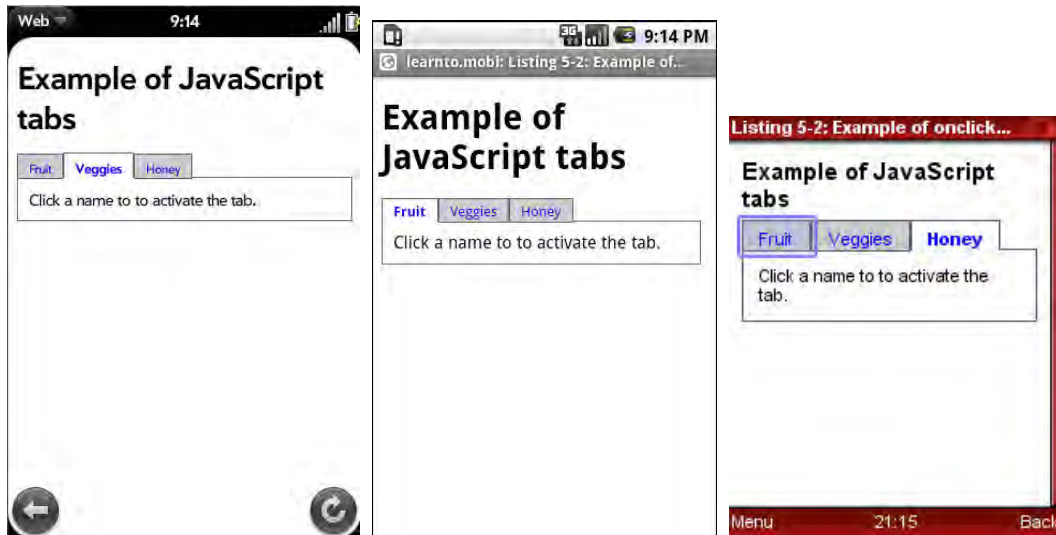 Web 9:14
Example of JavaScript
tabs
Fruit Veggies Honey
Click a name to to activate the tab.
3G 9:14 PM
learnto.mobi: Listing 5-2: Example of...
Example of
JavaScript tabs
Fruit Veggies Honey
Click a name to to activate the tab.
Listing 5-2: Example of onclick...
Example of JavaScript
tabs
Fruit Veggies Honey
Click a name to to activate the
tab.
Menu 21:15 Back